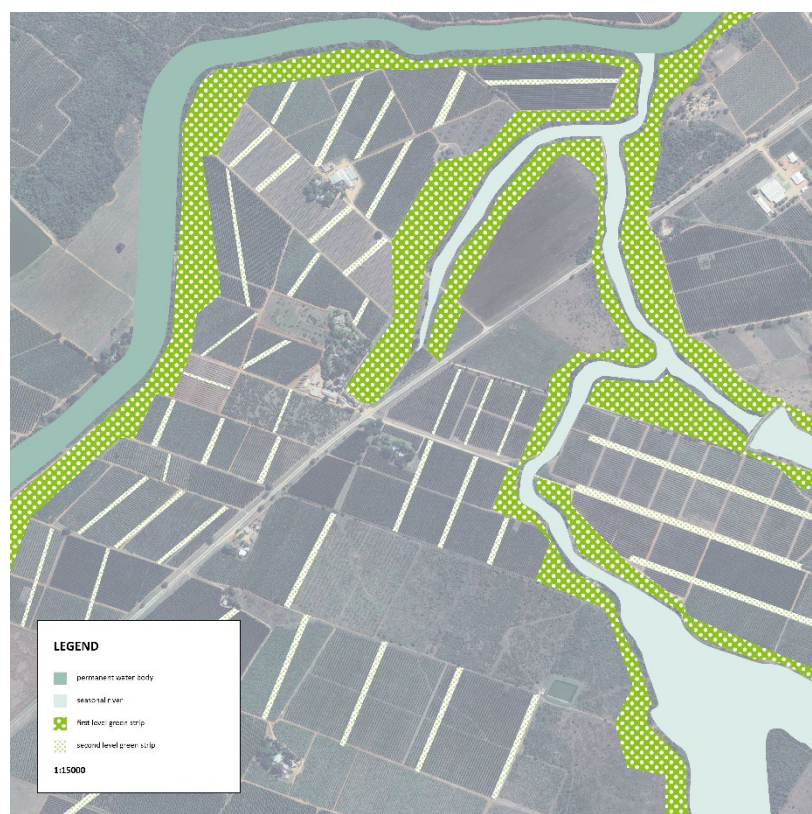 LEGEND
permanent water body
seasonal river
first level green strip
second level green strip
1:15000